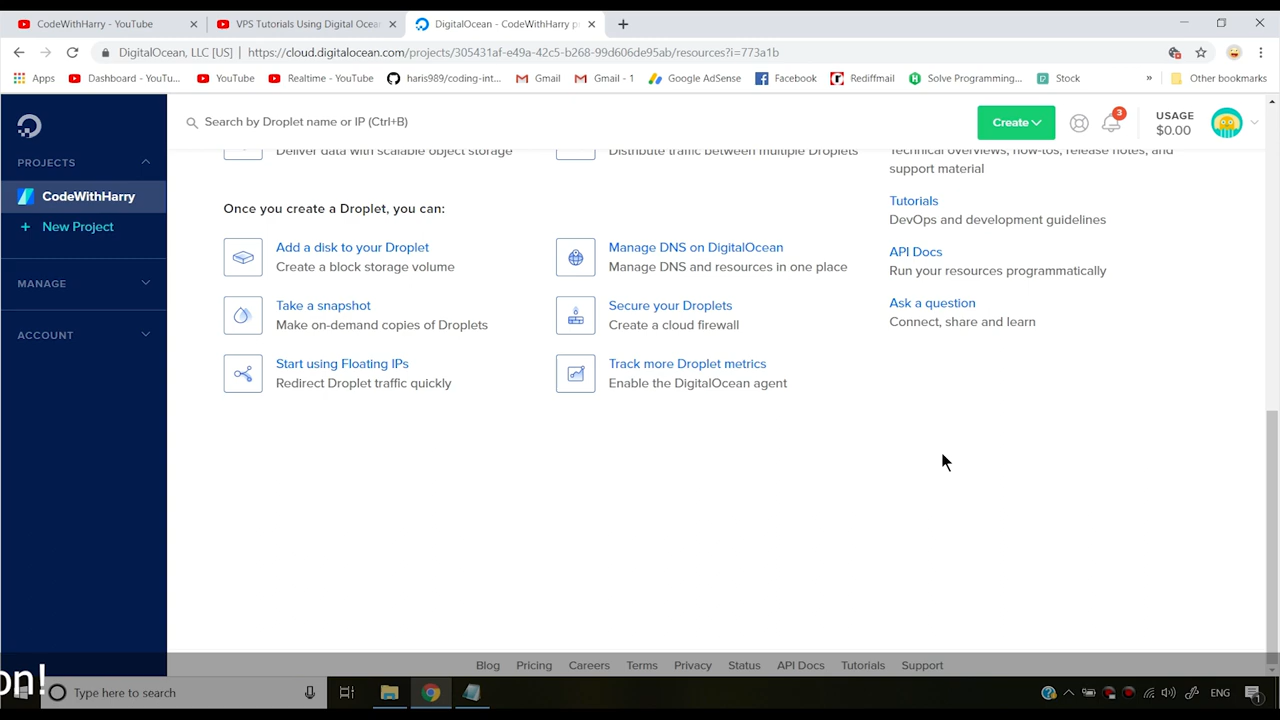 CodeWithHarry - YouTube
VPS Tutorials Using Digital Ocean
DigitalOcean - CodeWithHarry p
DigitalOcean, LLC [US]
https://cloud.digitalocean.com/projects/305431af-e49a-42c5-b268-99d606de95ab/resources?i=773a1b
Apps
Dashboard - YouTu...
YouTube
Realtime - YouTube
haris989/coding-int...
Gmail
Gmail - 1
Google AdSense
Facebook
Rediffmail
Solve Programming...
Stock
»
Other bookmarks
Search by Droplet name or IP (Ctrl+B)
Create
3
USAGE
$0.00
PROJECTS
CodeWithHarry
+ New Project
MANAGE
ACCOUNT
Deliver data with scalable object storage
Distribute traffic between multiple Droplets
Technical overviews, how-tos, release notes, and
support material
Once you create a Droplet, you can:
Add a disk to your Droplet
Create a block storage volume
Take a snapshot
Make on-demand copies of Droplets
Start using Floating IPs
Redirect Droplet traffic quickly
Manage DNS on DigitalOcean
Manage DNS and resources in one place
Secure your Droplets
Create a cloud firewall
Track more Droplet metrics
Enable the DigitalOcean agent
Tutorials
DevOps and development guidelines
API Docs
Run your resources programmatically
Ask a question
Connect, share and learn
Blog
Pricing
Careers
Terms
Privacy
Status
API Docs
Tutorials
Support
on!
Type here to search
ENG
1